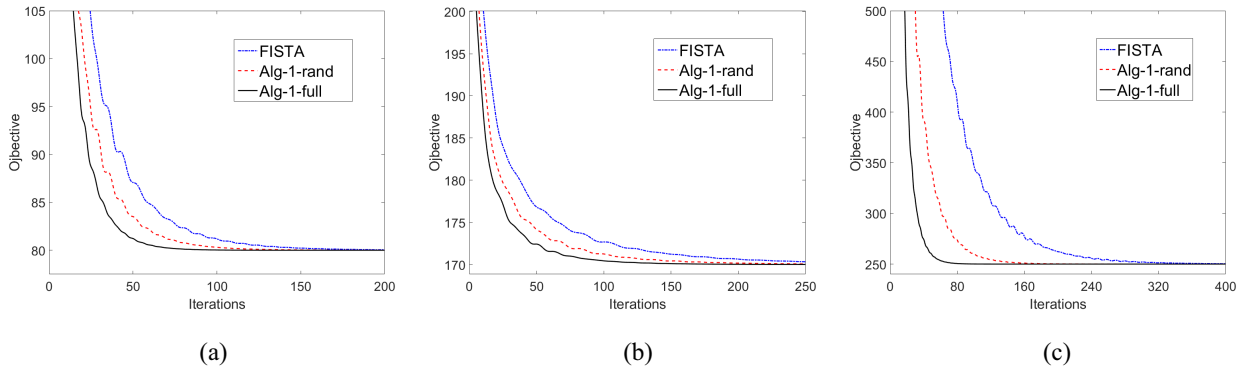 105
100
95
90
85
80
Ojbective
0 50 100 150 200
Iterations
FISTA
Alg-1-rand
Alg-1-full
(a)
200
195
190
185
180
175
170
Ojbective
0 50 100 150 200 250
Iterations
FISTA
Alg-1-rand
Alg-1-full
(b)
500
450
400
350
300
250
Ojbective
0 80 160 240 320 400
Iterations
FISTA
Alg-1-rand
Alg-1-full
(c)